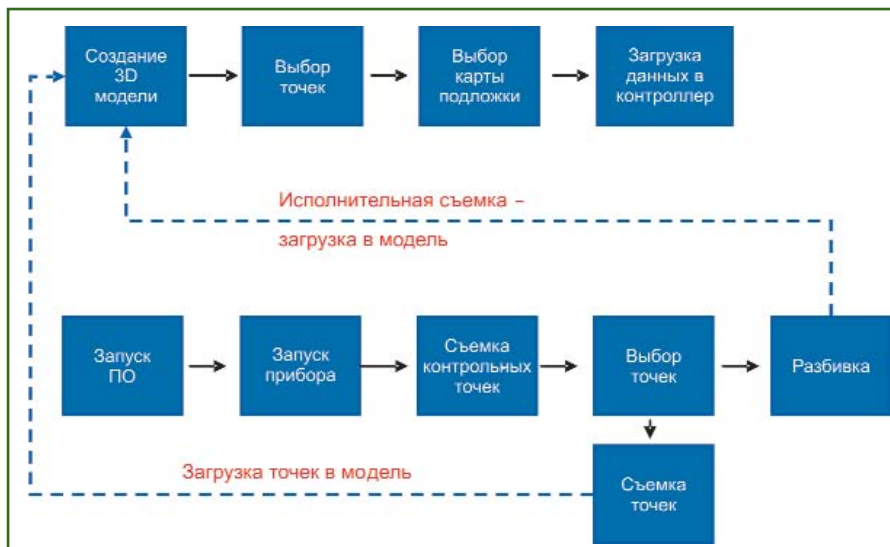 Создание
3D
модели
Выбор
точек
Выбор
карты
подложки
Загрузка
данных в
контроллер
Исполнительная съемка –
загрузка в модель
Запуск
ПО
Запуск
прибора
Съемка
контрольных
точек
Выбор
точек
Разбивка
Загрузка точек в модель
Съемка
точек